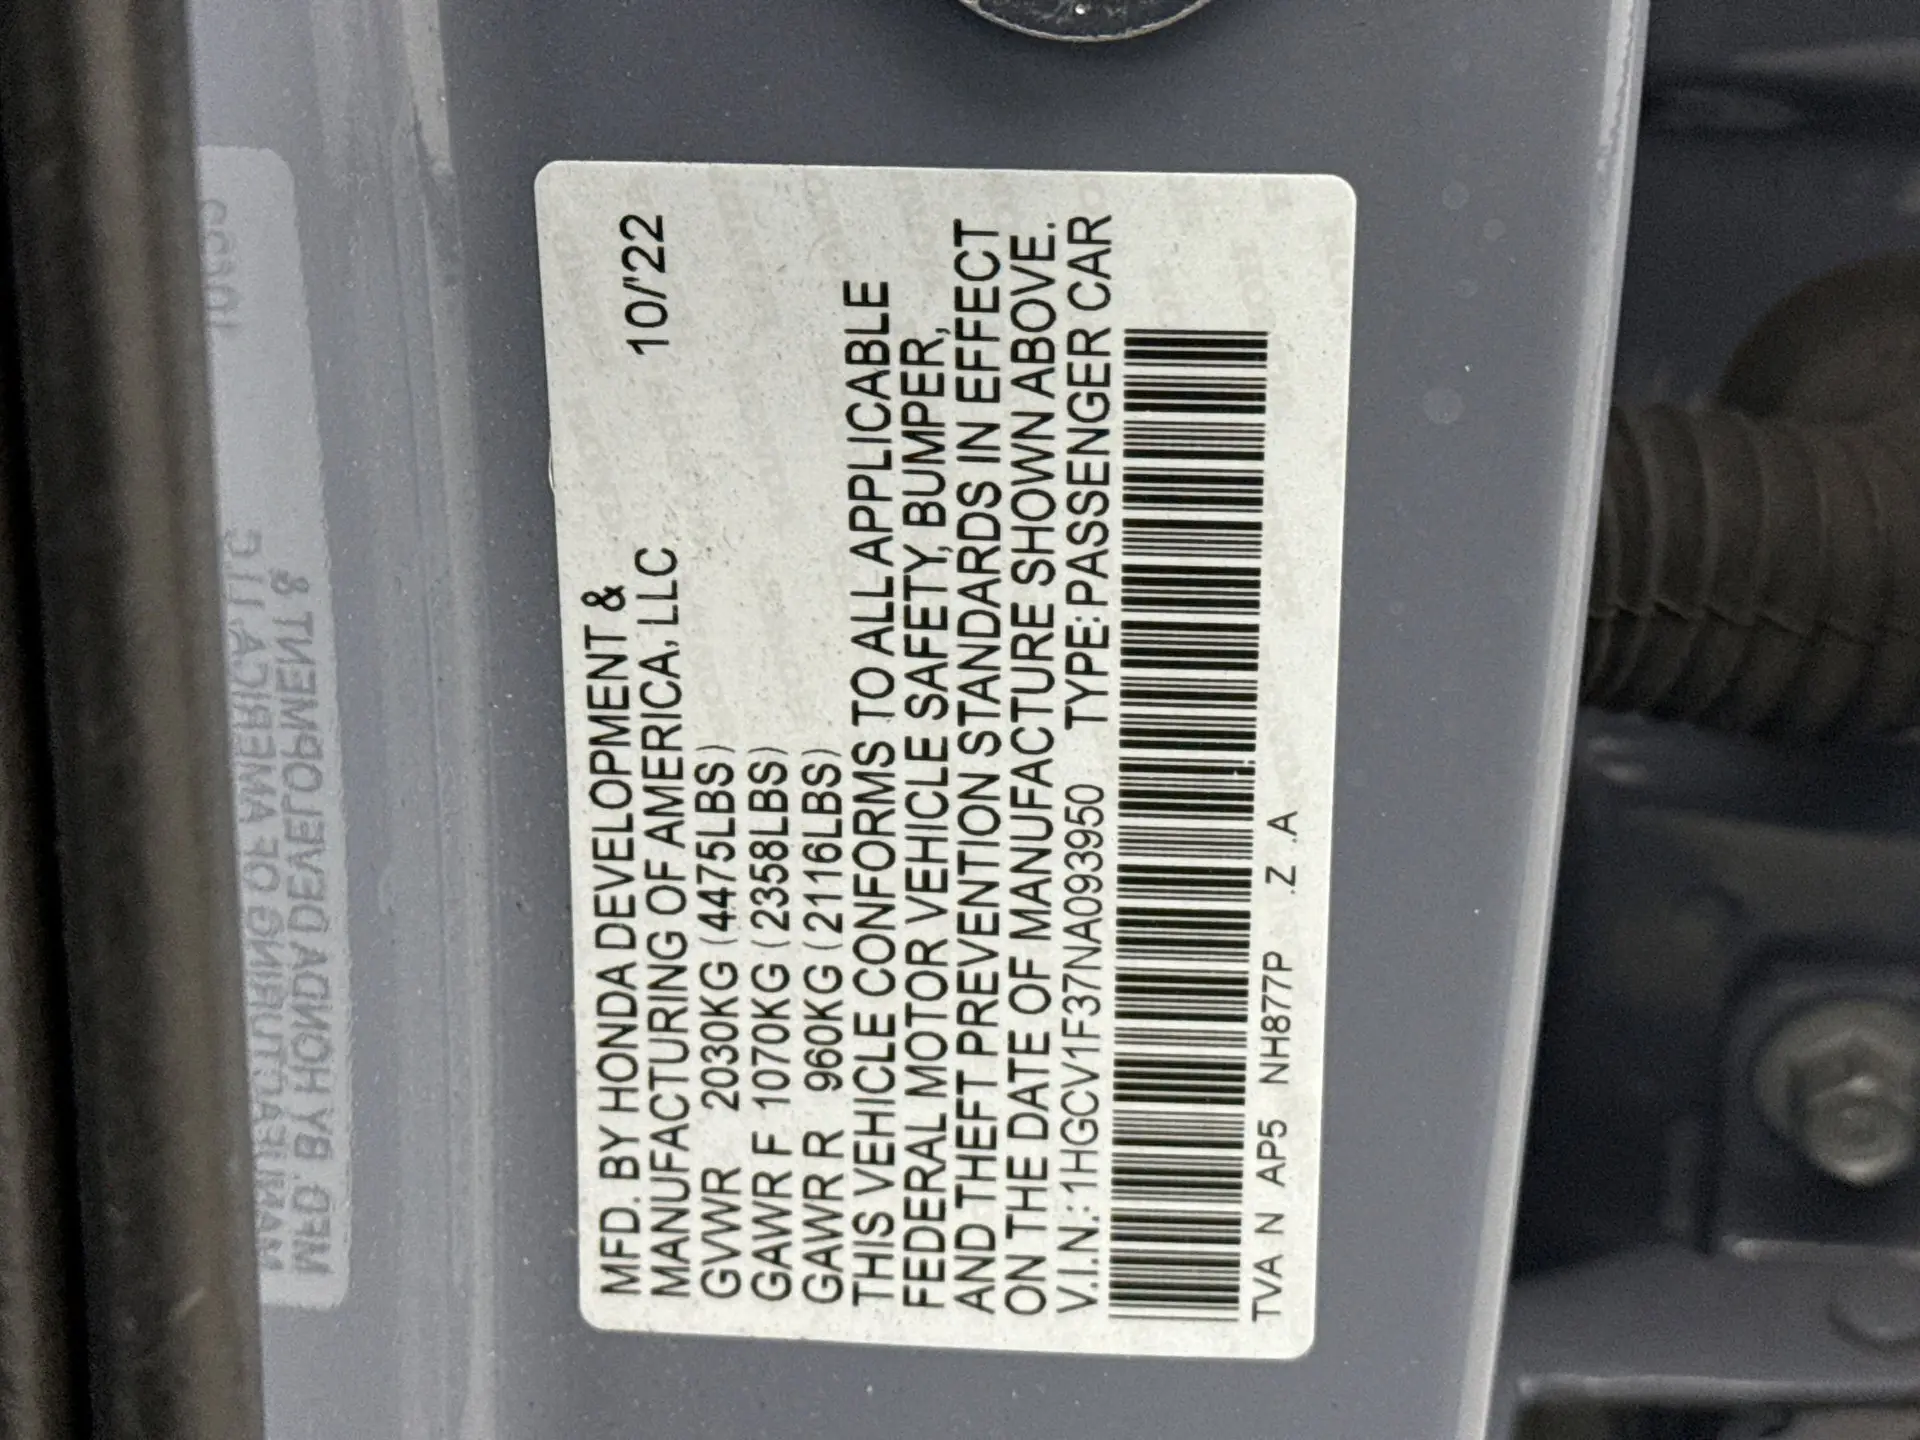 MFD. BY HONDA DEVELOPMENT &
MANUFACTURING OF AMERICA, LLC 10/'22
GVWR 2030KG (4475LBS)
GAWR F 1070KG (2358LBS)
GAWR R 960KG (2116LBS)
THIS VEHICLE CONFORMS TO ALL APPLICABLE
FEDERAL MOTOR VEHICLE SAFETY, BUMPER,
AND THEFT PREVENTION STANDARDS IN EFFECT
ON THE DATE OF MANUFACTURE SHOWN ABOVE.
V.I.N.: 1HGCV1F37NA093950 TYPE: PASSENGER CAR
TVA N AP5 NH877P .Z .A